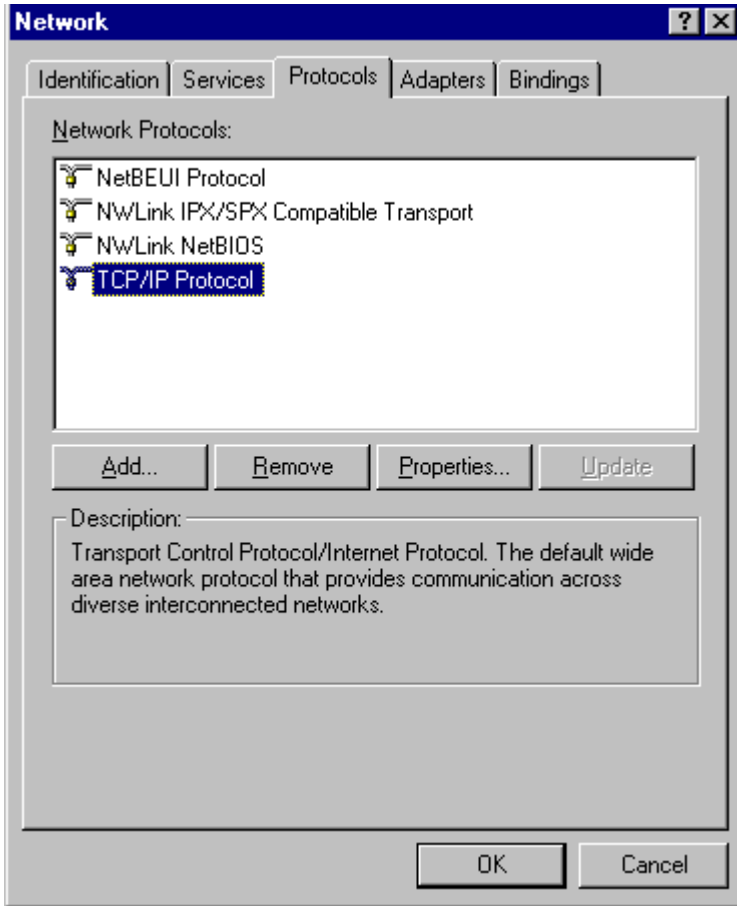 Network
Identification Services Protocols Adapters Bindings
Network Protocols:
NetBEUI Protocol
NWLink IPX/SPX Compatible Transport
NWLink NetBIOS
TCP/IP Protocol
Add... Remove Properties... Update
Description:
Transport Control Protocol/Internet Protocol. The default wide
area network protocol that provides communication across
diverse interconnected networks.
OK Cancel